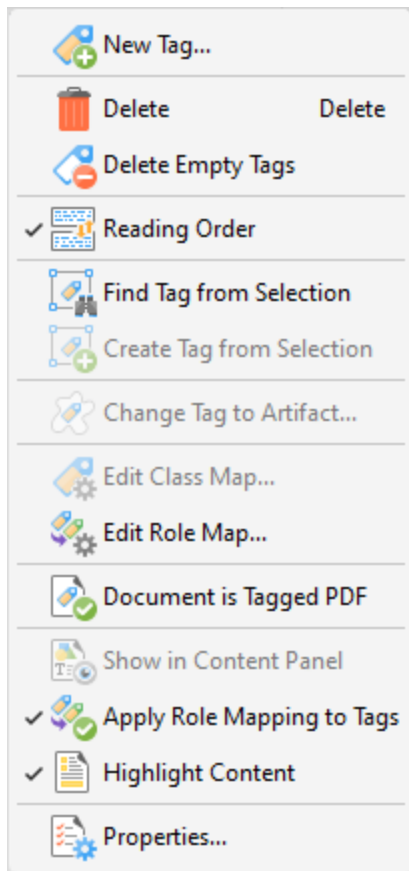 New Tag...
Delete Delete
Delete Empty Tags
Reading Order
Find Tag from Selection
Create Tag from Selection
Change Tag to Artifact...
Edit Class Map...
Edit Role Map...
Document is Tagged PDF
Show in Content Panel
Apply Role Mapping to Tags
Highlight Content
Properties...